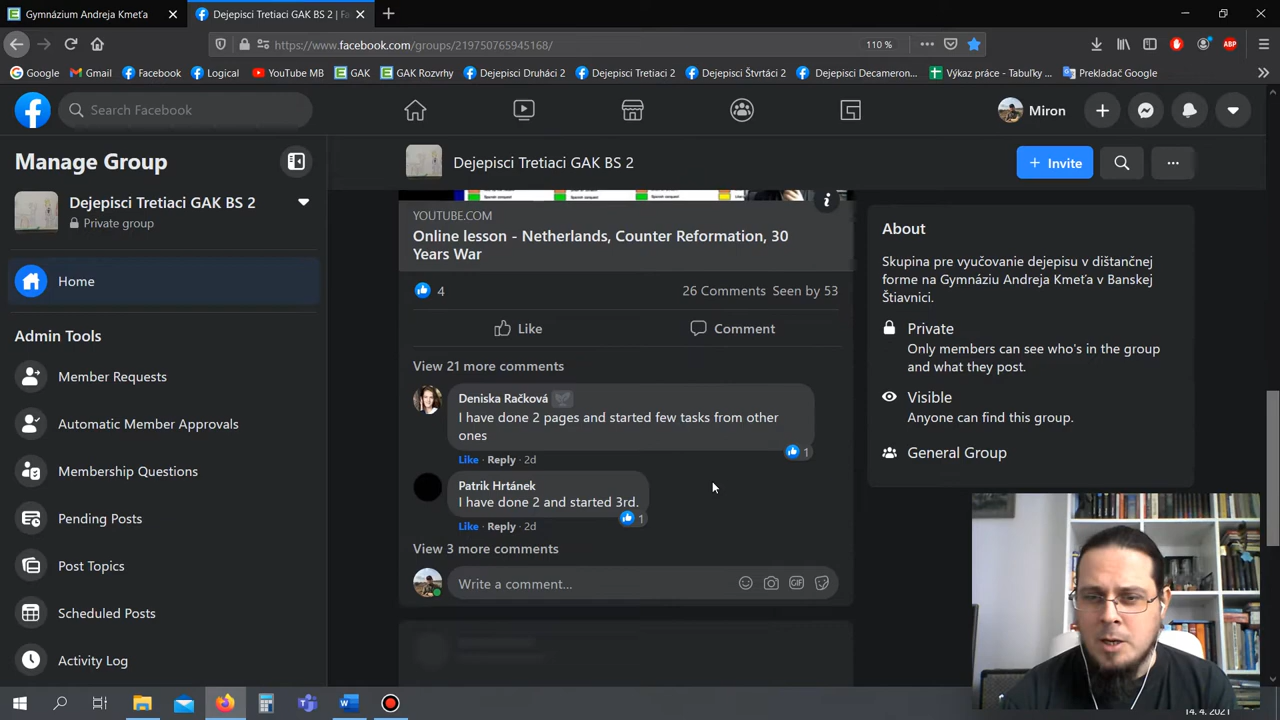 Gymnázium Andreja Kmeťa
Dejepisci Tretiaci GAK BS 2 | Fa
https://www.facebook.com/groups/219750765945168/
110 %
Google
Gmail
Facebook
Logical
YouTube MB
GAK
GAK Rozvrhy
Dejepisci Druháci 2
Dejepisci Tretiaci 2
Dejepisci Štvrtáci 2
Dejepisci Decameron...
Výkaz práce - Tabuľky ...
Prekladač Google
Search Facebook
Miron
Manage Group
Dejepisci Tretiaci GAK BS 2
Invite
Dejepisci Tretiaci GAK BS 2
Private group
Home
Admin Tools
Member Requests
Automatic Member Approvals
Membership Questions
Pending Posts
Post Topics
Scheduled Posts
Activity Log
YOUTUBE.COM
Online lesson - Netherlands, Counter Reformation, 30
Years War
4
26 Comments Seen by 53
Like
Comment
View 21 more comments
Deniska Račková
I have done 2 pages and started few tasks from other
ones
1
Like · Reply · 2d
Patrik Hrtánek
I have done 2 and started 3rd.
1
Like · Reply · 2d
View 3 more comments
Write a comment...
GIF
About
Skupina pre vyučovanie dejepisu v dištančnej
forme na Gymnáziu Andreja Kmeťa v Banskej
Štiavnici.
Private
Only members can see who's in the group
and what they post.
Visible
Anyone can find this group.
General Group
14. 4. 2021